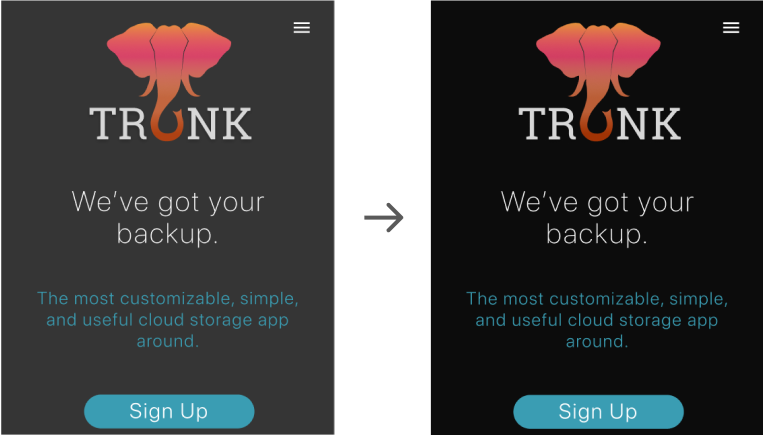 TRUNK
We've got your
backup.
The most customizable, simple,
and useful cloud storage app
around.
Sign Up
TRUNK
We've got your
backup.
The most customizable, simple,
and useful cloud storage app
around.
Sign Up